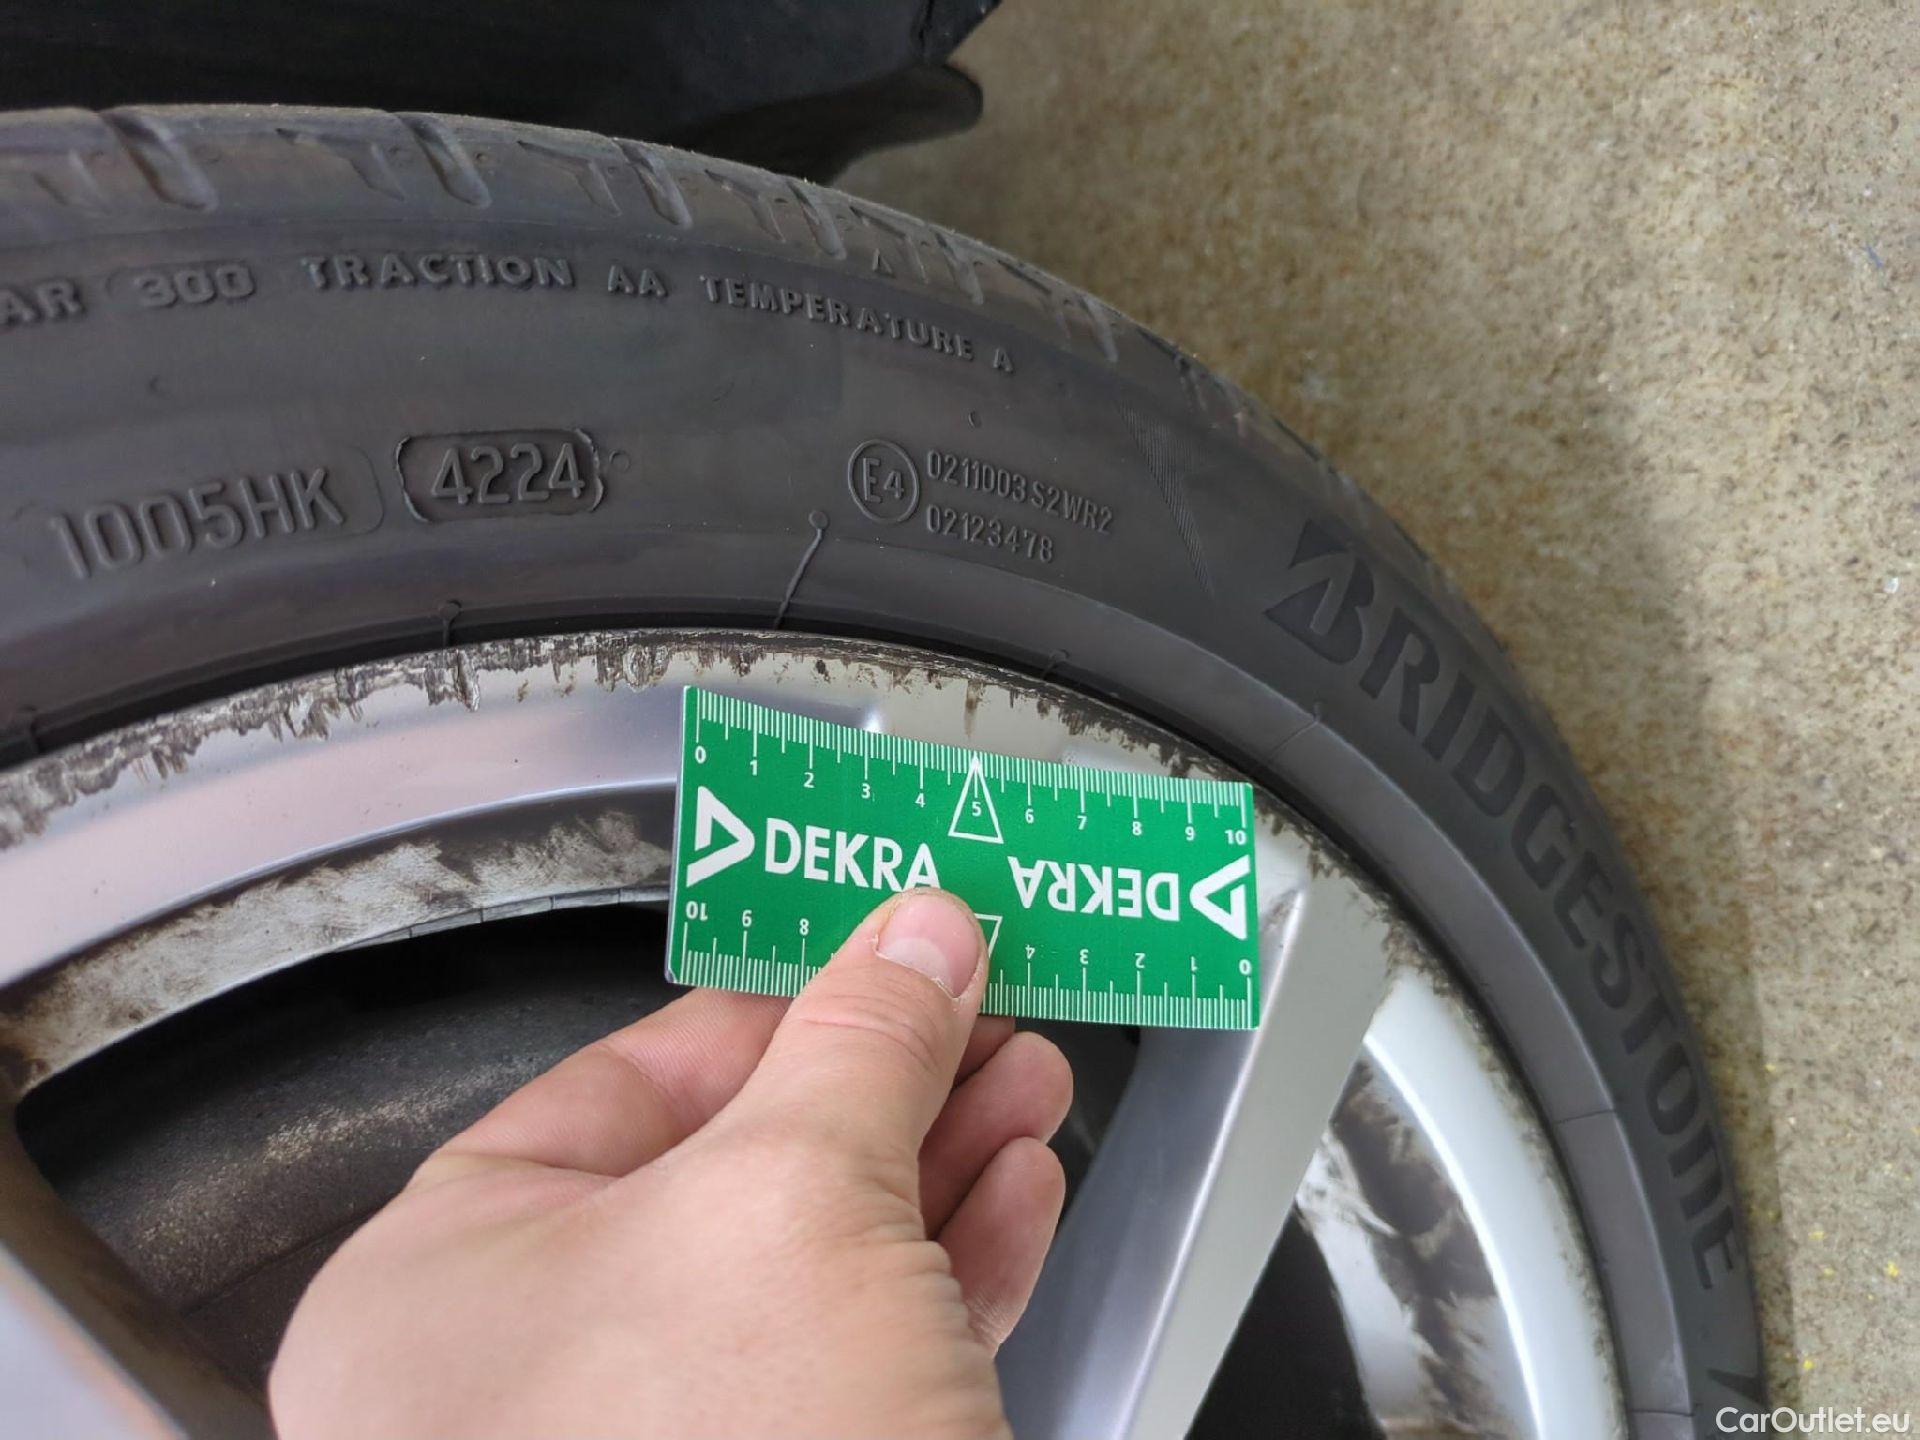 AR 300 TRACTION AA TEMPERATURE A
1005HK 4224
E4 0211003 S2WR2
02123478
BRIDGESTONE
0 1 2 3 4 5 6 7 8 9 10
DEKRA DEKRA
10 9 8 4 3 2 1 0
CarOutlet.eu